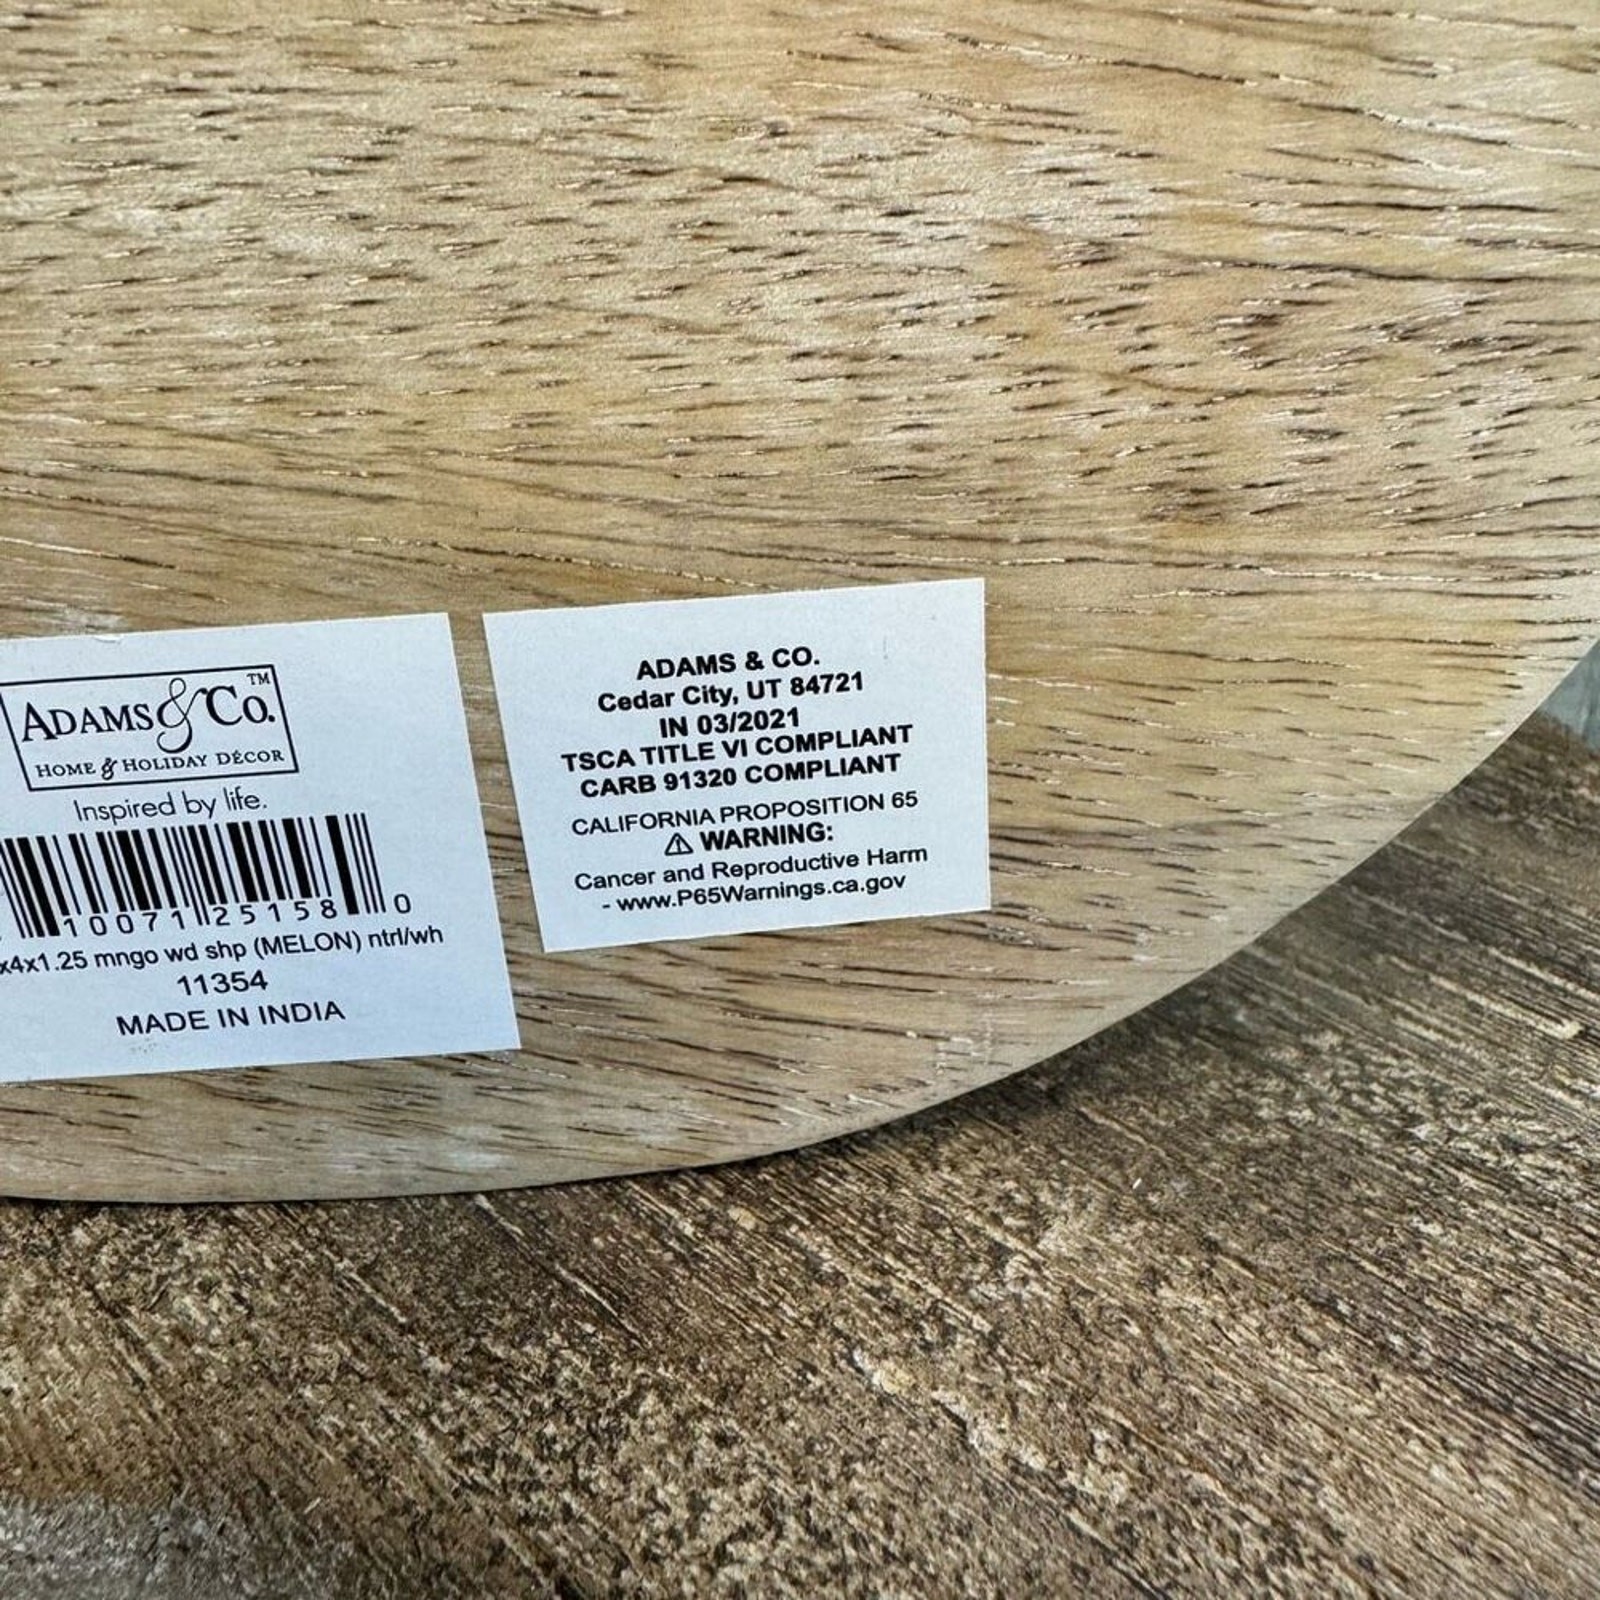 ADAMS & Co.™
HOME & HOLIDAY DÉCOR
Inspired by life.
10071 25158 0
x4x1.25 mngo wd shp (MELON) ntrl/wh
11354
MADE IN INDIA
ADAMS & CO.
Cedar City, UT 84721
IN 03/2021
TSCA TITLE VI COMPLIANT
CARB 91320 COMPLIANT
CALIFORNIA PROPOSITION 65
⚠ WARNING:
Cancer and Reproductive Harm
- www.P65Warnings.ca.gov